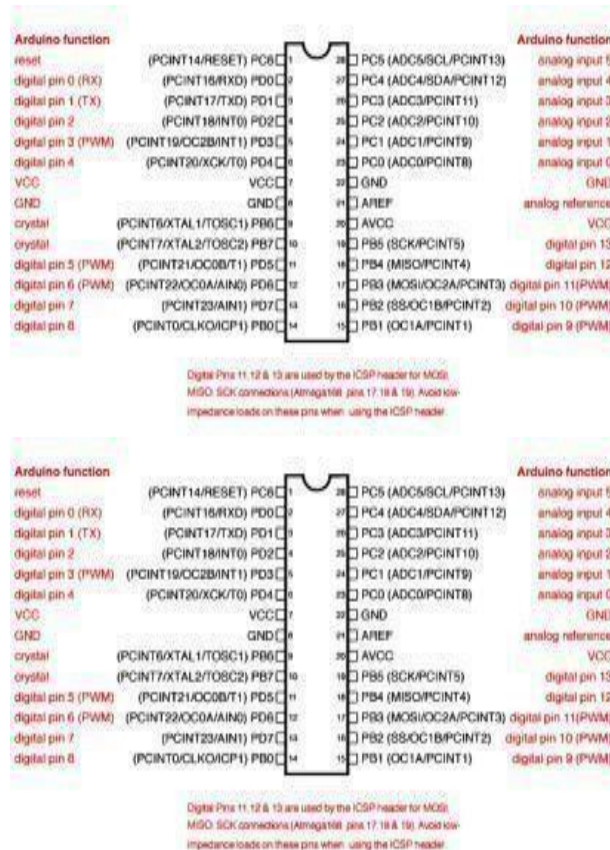 Arduino function Arduino function
reset (PCINT14/RESET) PC6 1 28 PC5 (ADC5/SCL/PCINT13) analog input 5
digital pin 0 (RX) (PCINT16/RXD) PD0 2 27 PC4 (ADC4/SDA/PCINT12) analog input 4
digital pin 1 (TX) (PCINT17/TXD) PD1 3 26 PC3 (ADC3/PCINT11) analog input 3
digital pin 2 (PCINT18/INT0) PD2 4 25 PC2 (ADC2/PCINT10) analog input 2
digital pin 3 (PWM) (PCINT19/OC2B/INT1) PD3 5 24 PC1 (ADC1/PCINT9) analog input 1
digital pin 4 (PCINT20/XCK/T0) PD4 6 23 PC0 (ADC0/PCINT8) analog input 0
VCC VCC 7 22 GND GND
GND GND 8 21 AREF analog reference
crystal (PCINT6/XTAL1/TOSC1) PB6 9 20 AVCC VCC
crystal (PCINT7/XTAL2/TOSC2) PB7 10 19 PB5 (SCK/PCINT5) digital pin 13
digital pin 5 (PWM) (PCINT21/OC0B/T1) PD5 11 18 PB4 (MISO/PCINT4) digital pin 12
digital pin 6 (PWM) (PCINT22/OC0A/AIN0) PD6 12 17 PB3 (MOSI/OC2A/PCINT3) digital pin 11(PWM)
digital pin 7 (PCINT23/AIN1) PD7 13 16 PB2 (SS/OC1B/PCINT2) digital pin 10 (PWM)
digital pin 8 (PCINT0/CLKO/ICP1) PB0 14 15 PB1 (OC1A/PCINT1) digital pin 9 (PWM)
Digital Pins 11, 12 & 13 are used by the ICSP header for MOSI,
MISO, SCK connections (Atmega168 pins 17, 18 & 19). Avoid low-
impedance loads on these pins when using the ICSP header.
Arduino function Arduino function
reset (PCINT14/RESET) PC6 1 28 PC5 (ADC5/SCL/PCINT13) analog input 5
digital pin 0 (RX) (PCINT16/RXD) PD0 2 27 PC4 (ADC4/SDA/PCINT12) analog input 4
digital pin 1 (TX) (PCINT17/TXD) PD1 3 26 PC3 (ADC3/PCINT11) analog input 3
digital pin 2 (PCINT18/INT0) PD2 4 25 PC2 (ADC2/PCINT10) analog input 2
digital pin 3 (PWM) (PCINT19/OC2B/INT1) PD3 5 24 PC1 (ADC1/PCINT9) analog input 1
digital pin 4 (PCINT20/XCK/T0) PD4 6 23 PC0 (ADC0/PCINT8) analog input 0
VCC VCC 7 22 GND GND
GND GND 8 21 AREF analog reference
crystal (PCINT6/XTAL1/TOSC1) PB6 9 20 AVCC VCC
crystal (PCINT7/XTAL2/TOSC2) PB7 10 19 PB5 (SCK/PCINT5) digital pin 13
digital pin 5 (PWM) (PCINT21/OC0B/T1) PD5 11 18 PB4 (MISO/PCINT4) digital pin 12
digital pin 6 (PWM) (PCINT22/OC0A/AIN0) PD6 12 17 PB3 (MOSI/OC2A/PCINT3) digital pin 11(PWM)
digital pin 7 (PCINT23/AIN1) PD7 13 16 PB2 (SS/OC1B/PCINT2) digital pin 10 (PWM)
digital pin 8 (PCINT0/CLKO/ICP1) PB0 14 15 PB1 (OC1A/PCINT1) digital pin 9 (PWM)
Digital Pins 11, 12 & 13 are used by the ICSP header for MOSI,
MISO, SCK connections (Atmega168 pins 17, 18 & 19). Avoid low-
impedance loads on these pins when using the ICSP header.